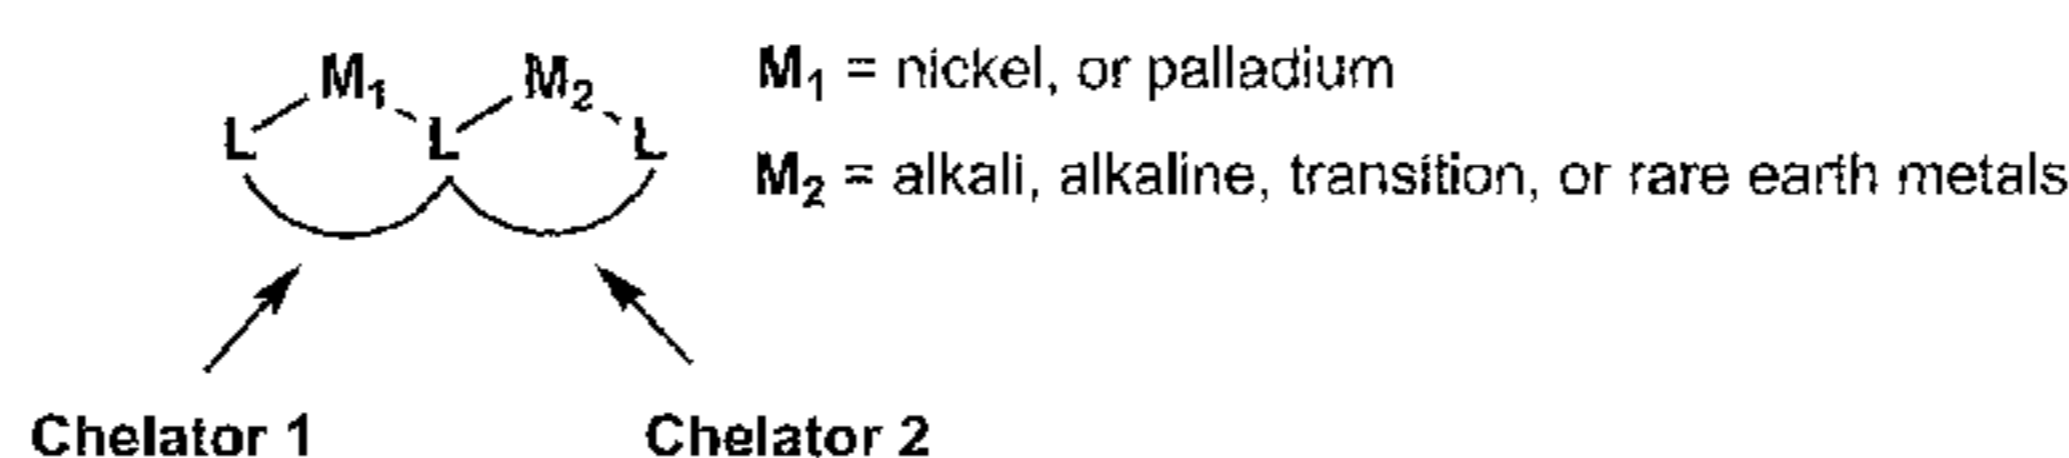 M₁ M₂ M₁ = nickel, or palladium
L L L
M₂ = alkali, alkaline, transition, or rare earth metals
Chelator 1 Chelator 2